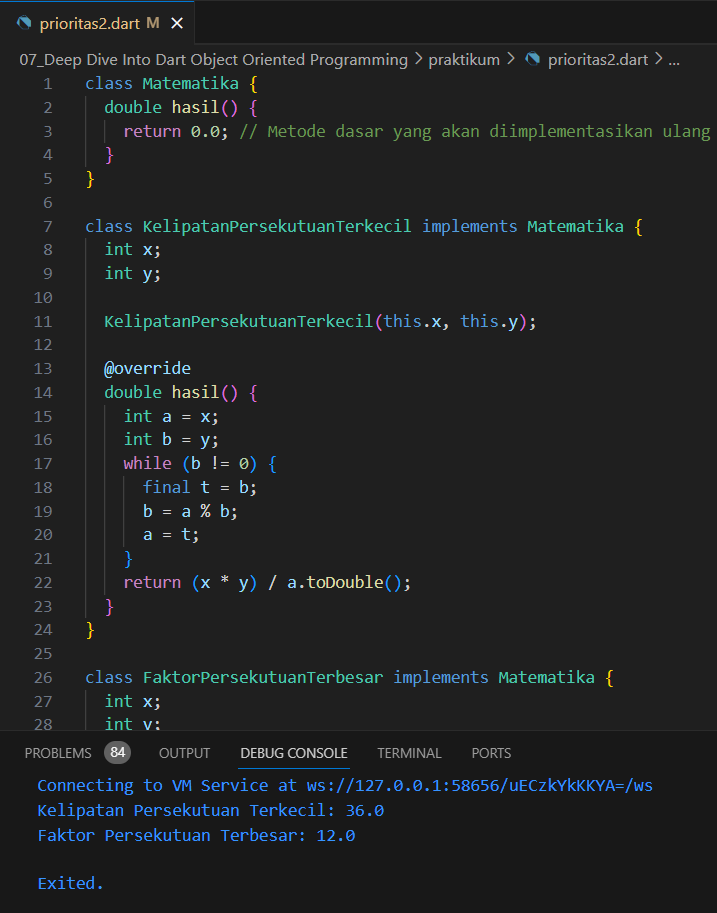 prioritas2.dart M
07_Deep Dive Into Dart Object Oriented Programming > praktikum > prioritas2.dart > ...
1 class Matematika {
2   double hasil() {
3     return 0.0; // Metode dasar yang akan diimplementasikan ulang
4   }
5 }
6
7 class KelipatanPersekutuanTerkecil implements Matematika {
8   int x;
9   int y;
10
11   KelipatanPersekutuanTerkecil(this.x, this.y);
12
13   @override
14   double hasil() {
15     int a = x;
16     int b = y;
17     while (b != 0) {
18       final t = b;
19       b = a % b;
20       a = t;
21     }
22     return (x * y) / a.toDouble();
23   }
24 }
25
26 class FaktorPersekutuanTerbesar implements Matematika {
27   int x;
28   int y;
PROBLEMS 84 OUTPUT DEBUG CONSOLE TERMINAL PORTS
Connecting to VM Service at ws://127.0.0.1:58656/uECzkYkKKYA=/ws
Kelipatan Persekutuan Terkecil: 36.0
Faktor Persekutuan Terbesar: 12.0
Exited.